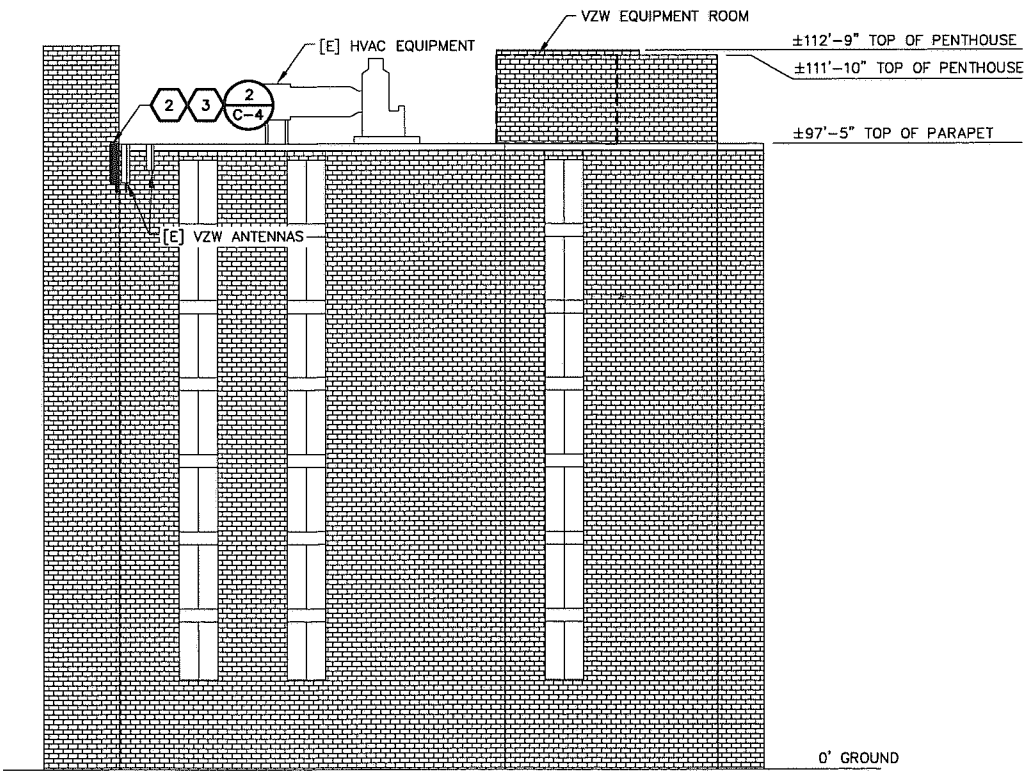 VZW EQUIPMENT ROOM
[E] HVAC EQUIPMENT
±112'-9" TOP OF PENTHOUSE
±111'-10" TOP OF PENTHOUSE
2
3
2
C-4
±97'-5" TOP OF PARAPET
[E] VZW ANTENNAS
0' GROUND